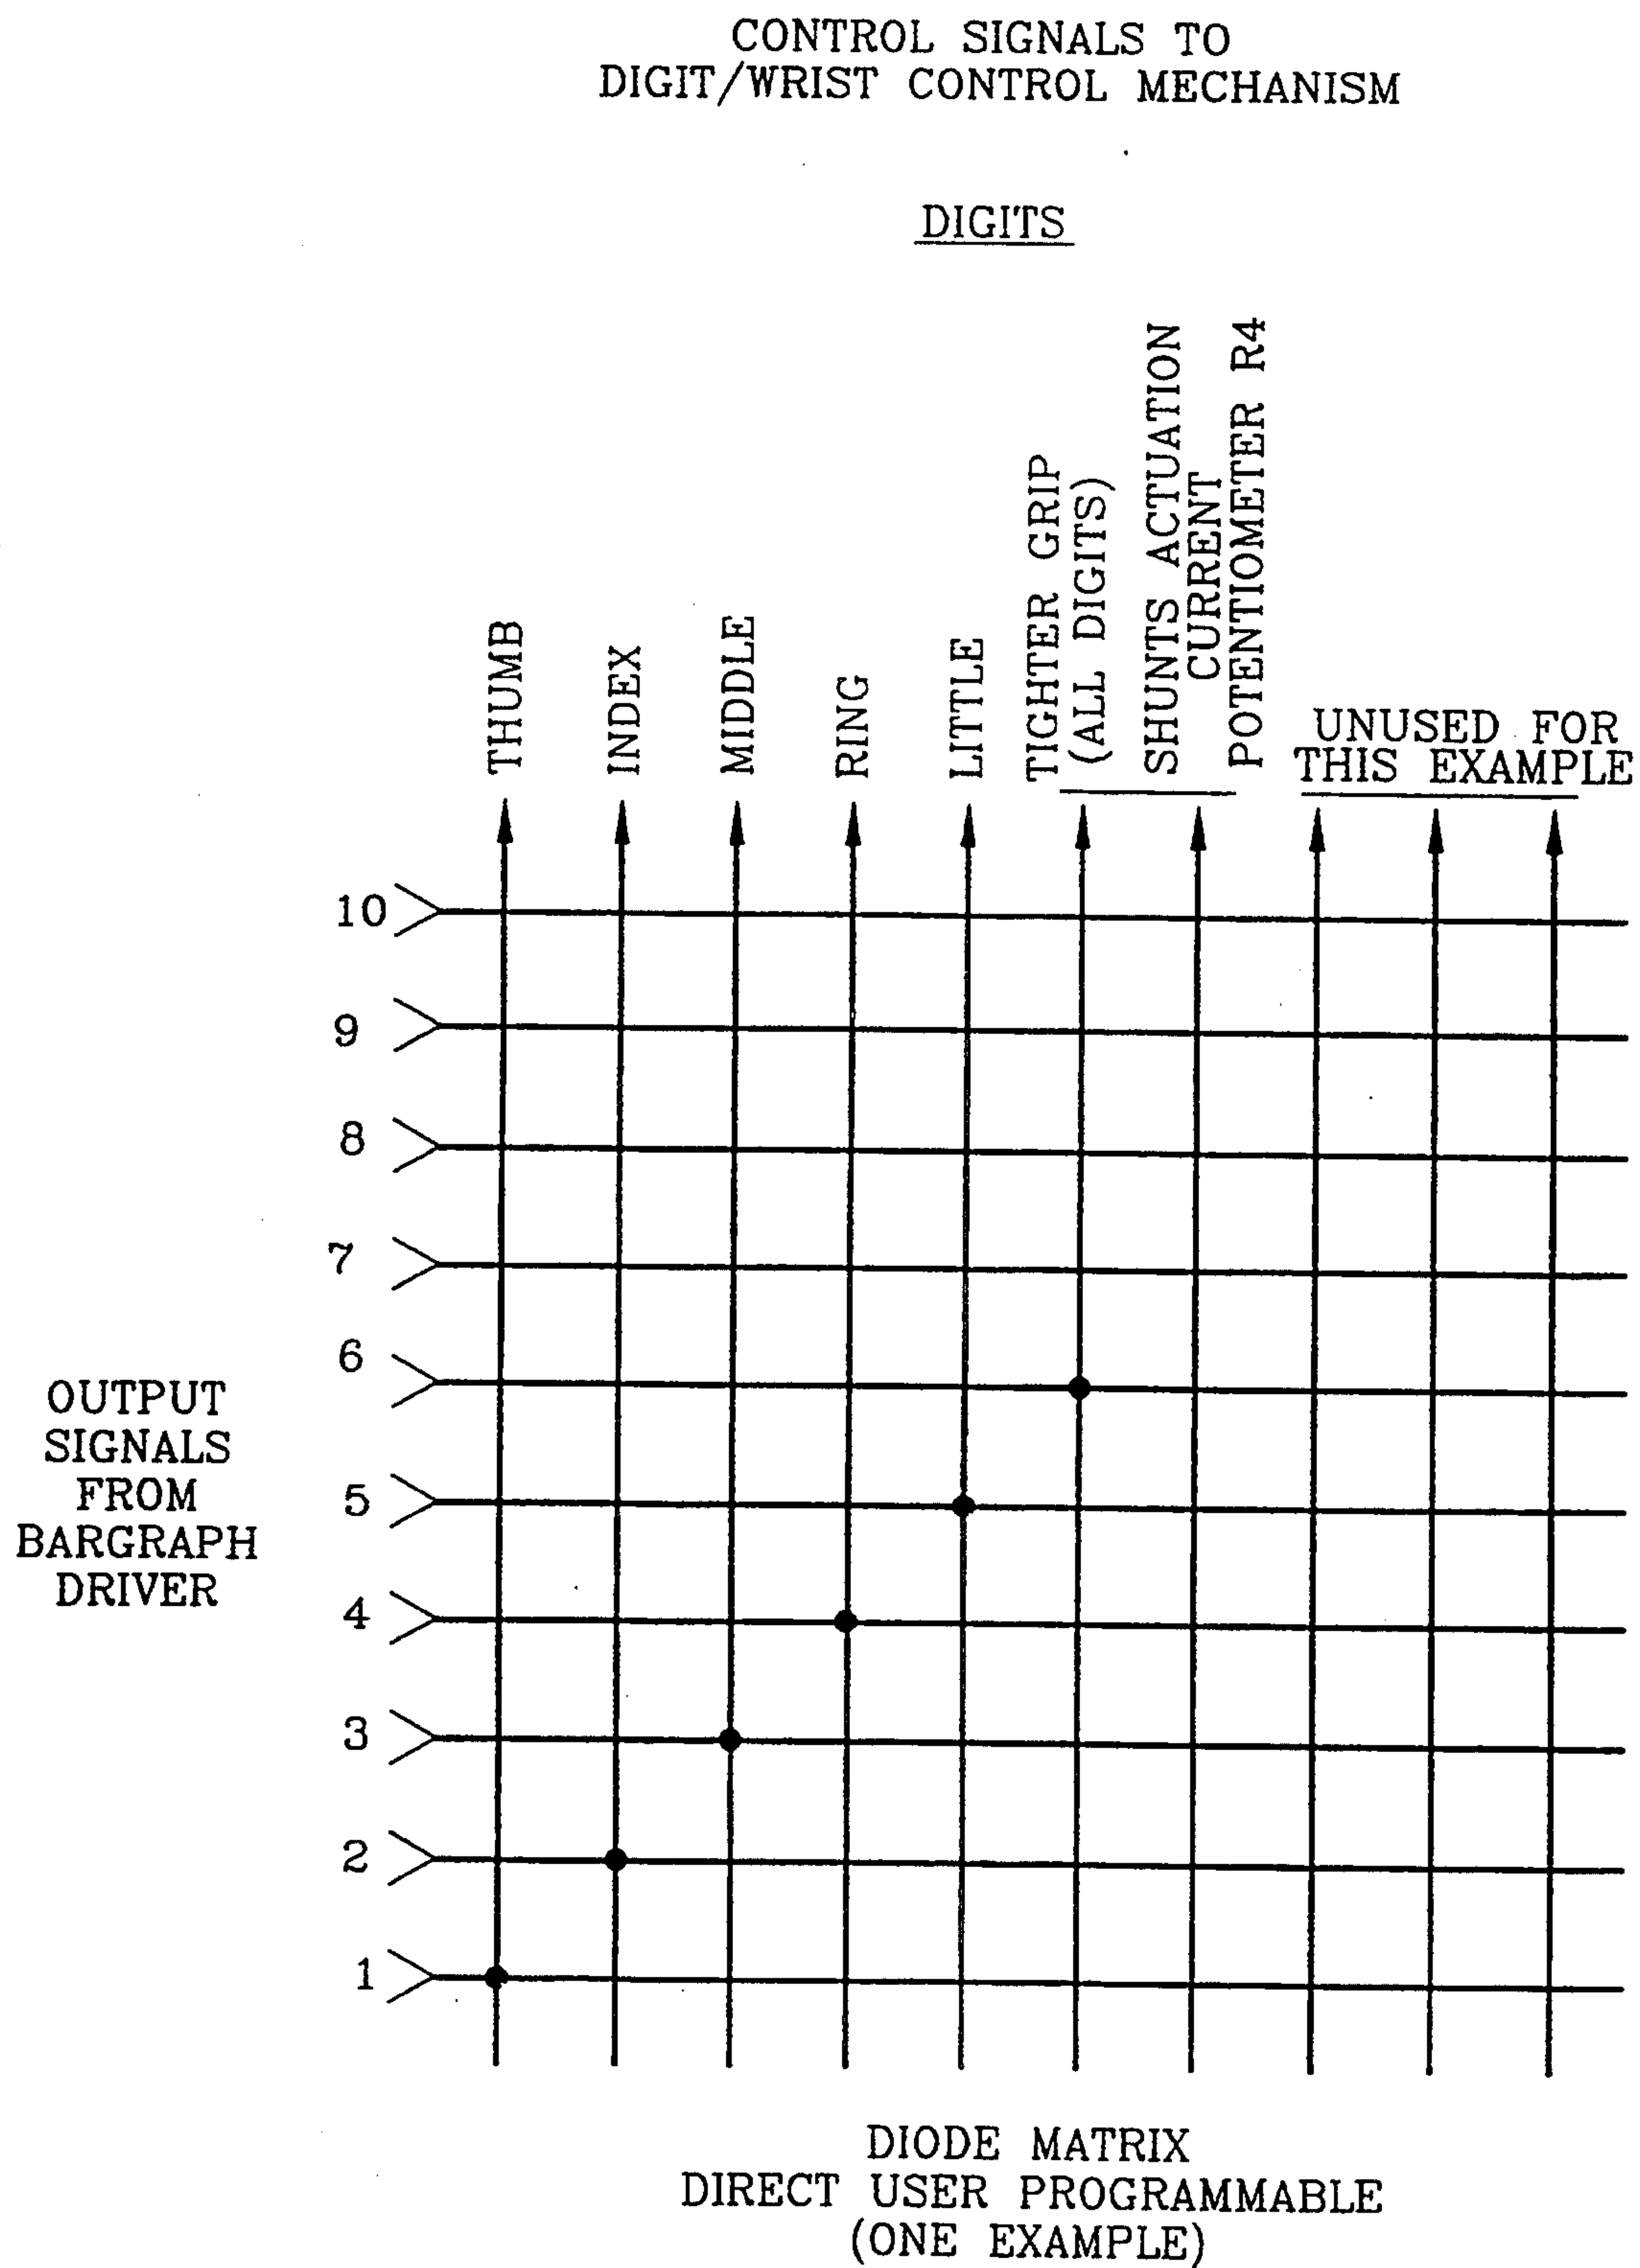 CONTROL SIGNALS TO
DIGIT/WRIST CONTROL MECHANISM
DIGITS
THUMB
INDEX
MIDDLE
RING
LITTLE
TIGHTER GRIP
(ALL DIGITS)
SHUNTS ACTUATION
CURRENT
POTENTIOMETER R4
UNUSED FOR
THIS EXAMPLE
10
9
8
7
6
5
4
3
2
1
OUTPUT
SIGNALS
FROM
BARGRAPH
DRIVER
DIODE MATRIX
DIRECT USER PROGRAMMABLE
(ONE EXAMPLE)